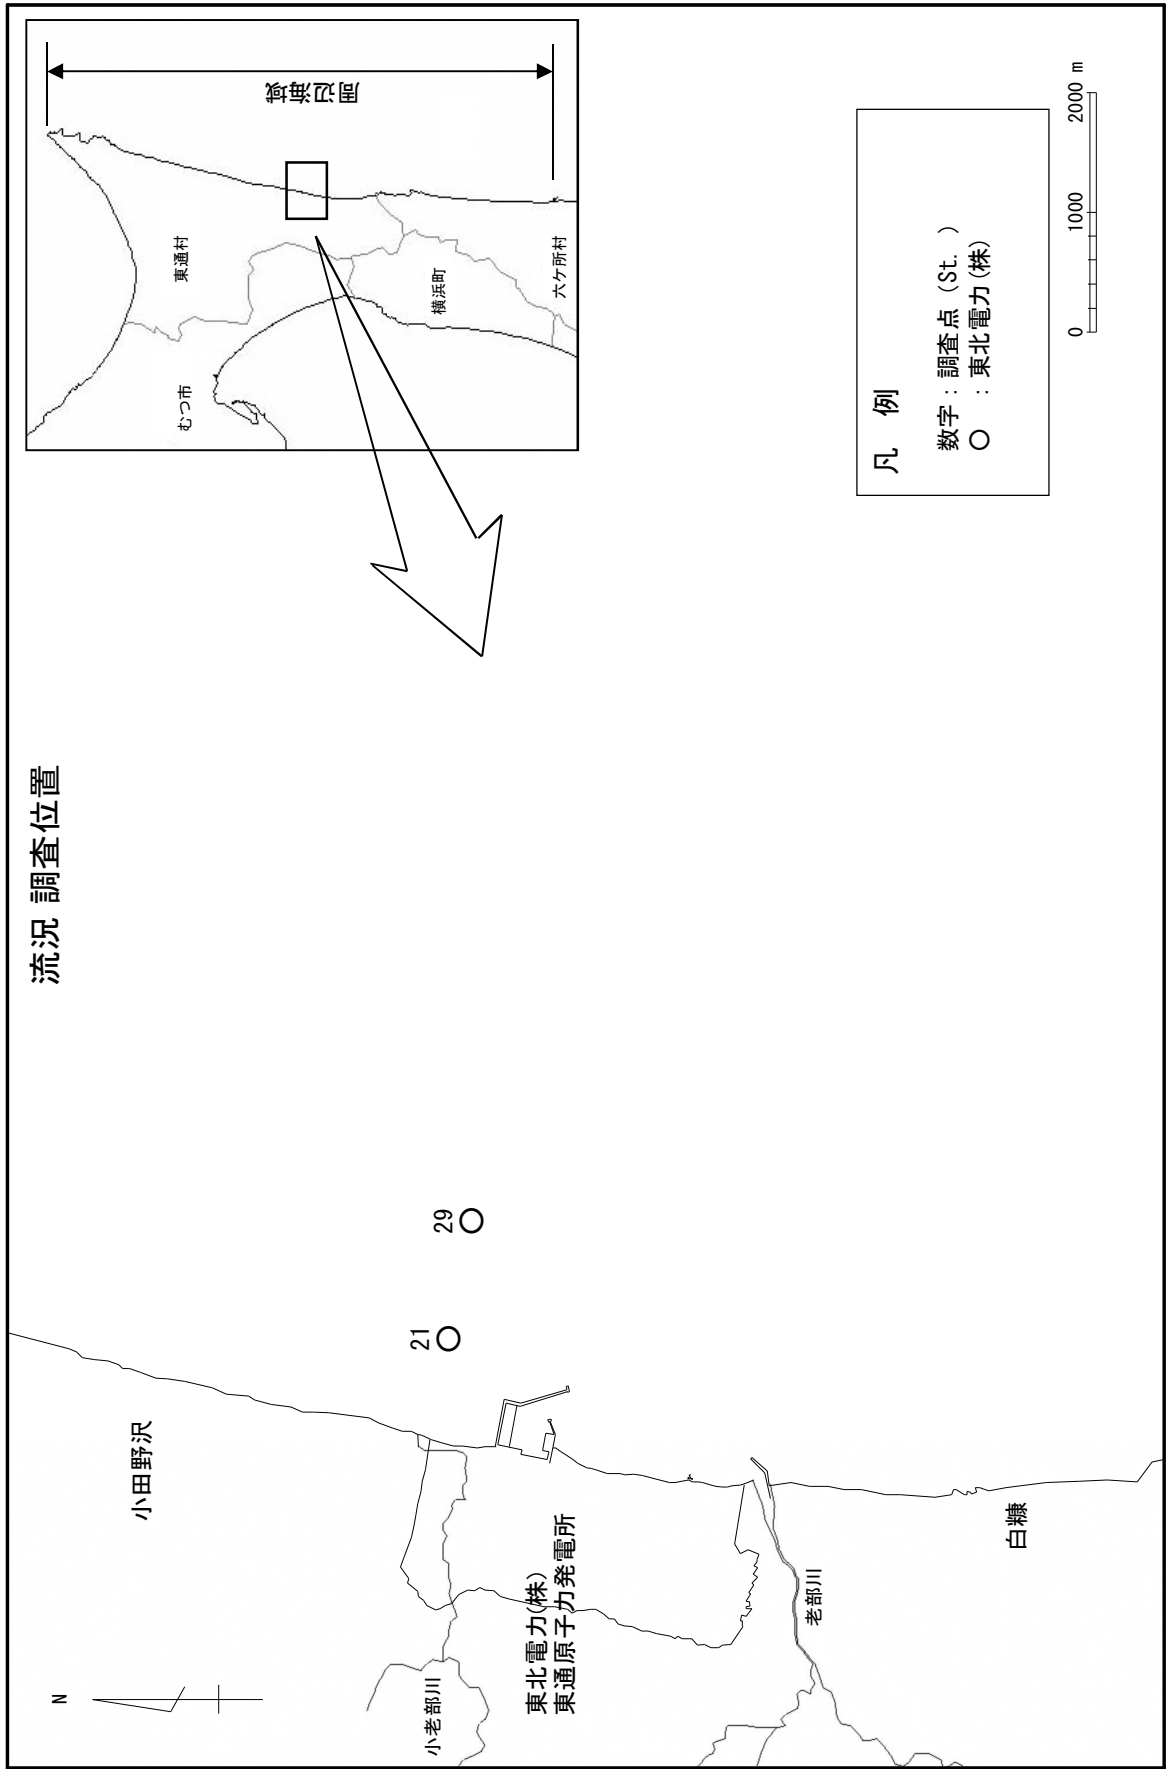 流況 調査位置
N
小田野沢
21
29
小老部川
東北電力(株)
東通原子力発電所
老部川
白糠
むつ市
東通村
横浜町
六ケ所村
周辺海域
凡 例
数字：調査点(St. )
○ ：東北電力(株)
0 1000 2000 m